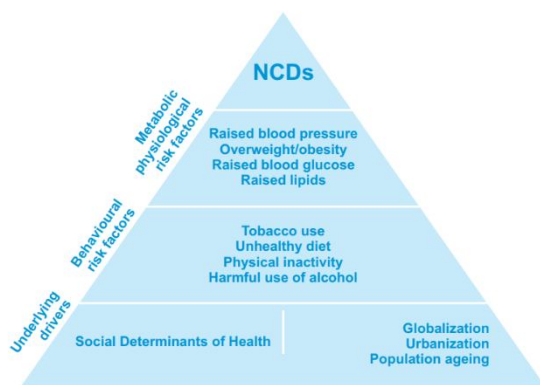 NCDs
Metabolic
physiological
risk factors
Raised blood pressure
Overweight/obesity
Raised blood glucose
Raised lipids
Behavioural
risk factors
Tobacco use
Unhealthy diet
Physical inactivity
Harmful use of alcohol
Underlying
drivers
Social Determinants of Health
Globalization
Urbanization
Population ageing